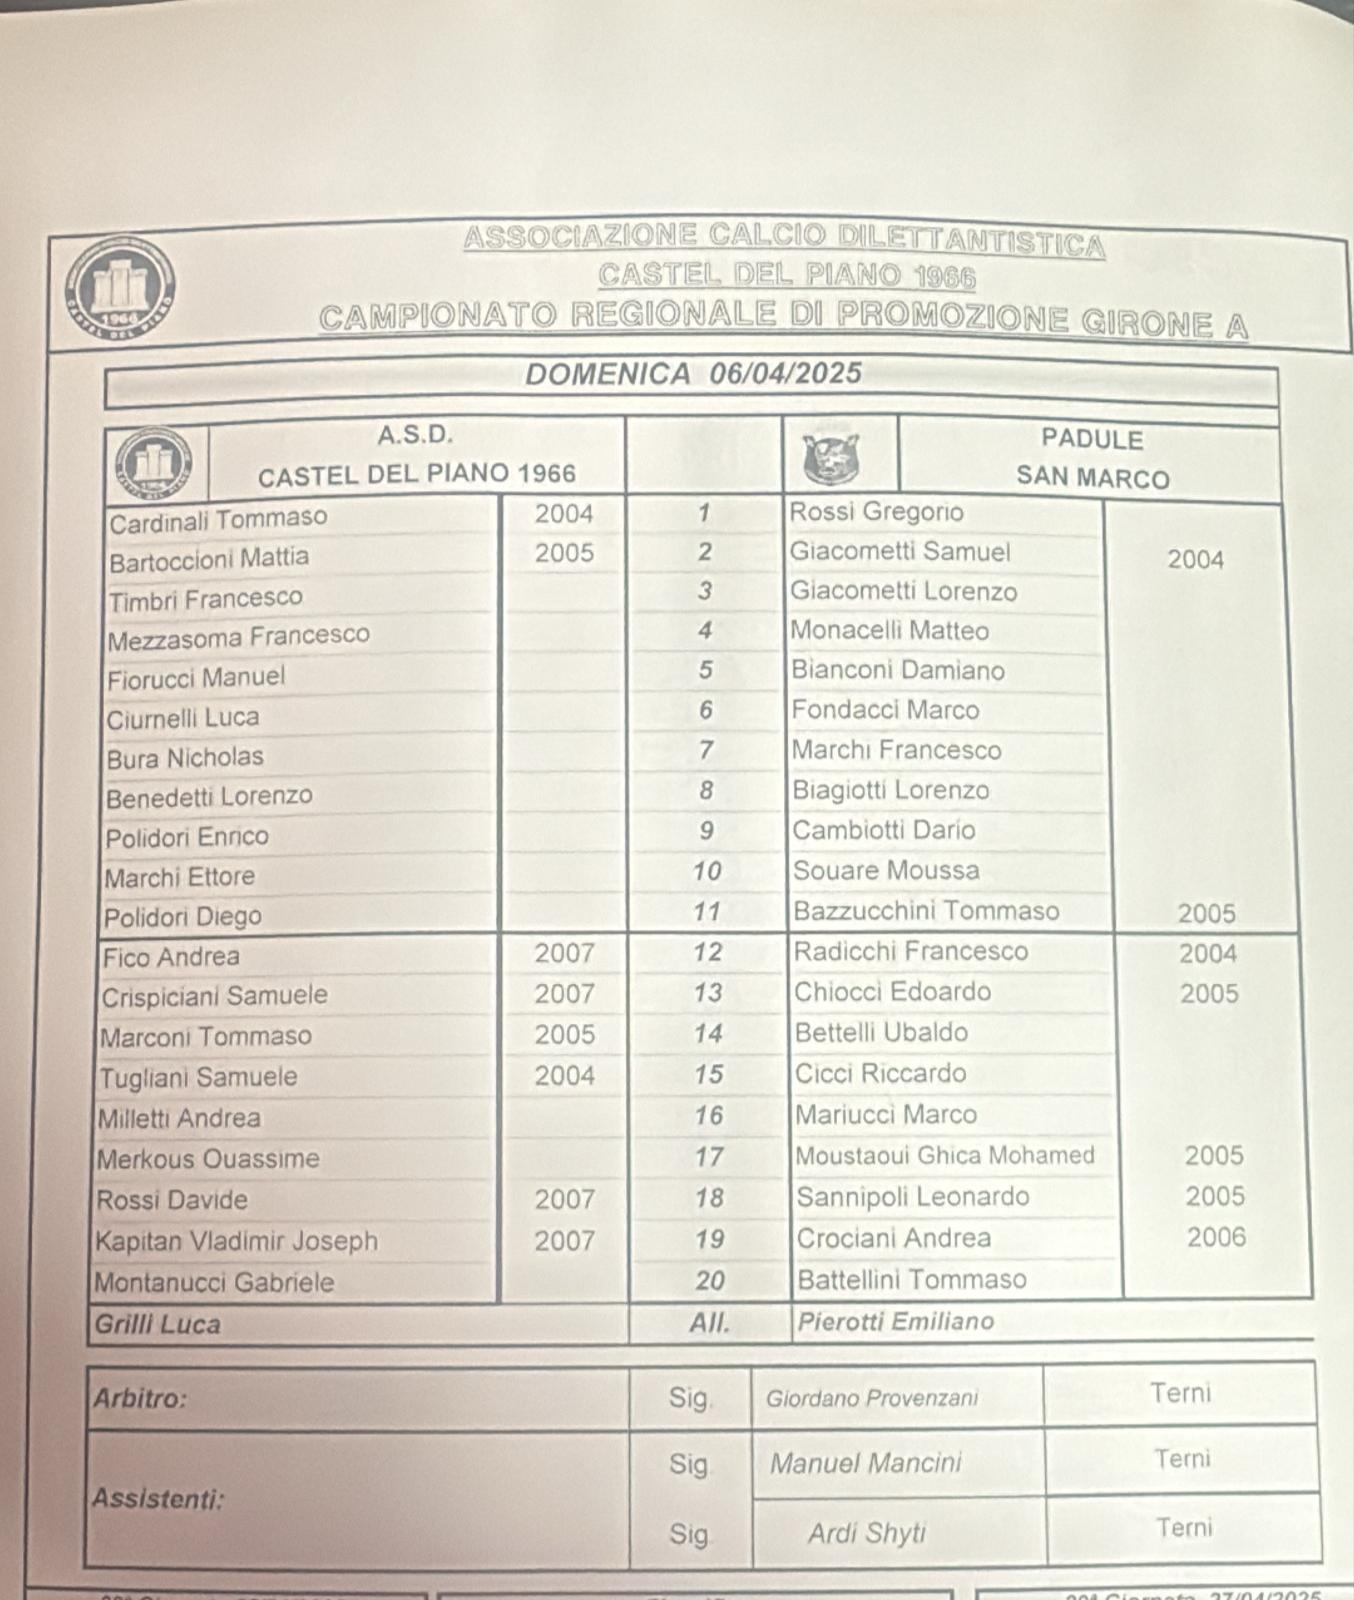 ASSOCIAZIONE CALCIO DILETTANTISTICA
CASTEL DEL PIANO 1966
CAMPIONATO REGIONALE DI PROMOZIONE GIRONE A
1966
CASTEL DEL PIANO
DOMENICA 06/04/2025
A.S.D.
CASTEL DEL PIANO 1966
PADULE
SAN MARCO
Cardinali Tommaso 2004 1 Rossi Gregorio
Bartoccioni Mattia 2005 2 Giacometti Samuel 2004
Timbri Francesco 3 Giacometti Lorenzo
Mezzasoma Francesco 4 Monacelli Matteo
Fiorucci Manuel 5 Bianconi Damiano
Ciurnelli Luca 6 Fondacci Marco
Bura Nicholas 7 Marchi Francesco
Benedetti Lorenzo 8 Biagiotti Lorenzo
Polidori Enrico 9 Cambiotti Dario
Marchi Ettore 10 Souare Moussa
Polidori Diego 11 Bazzucchini Tommaso 2005
Fico Andrea 2007 12 Radicchi Francesco 2004
Crispiciani Samuele 2007 13 Chiocci Edoardo 2005
Marconi Tommaso 2005 14 Bettelli Ubaldo
Tugliani Samuele 2004 15 Cicci Riccardo
Milletti Andrea 16 Mariucci Marco
Merkous Ouassime 17 Moustaoui Ghica Mohamed 2005
Rossi Davide 2007 18 Sannipoli Leonardo 2005
Kapitan Vladimir Joseph 2007 19 Crociani Andrea 2006
Montanucci Gabriele 20 Battellini Tommaso
Grilli Luca All. Pierotti Emiliano
Arbitro: Sig. Giordano Provenzani Terni
Assistenti: Sig Manuel Mancini Terni
Sig Ardi Shyti Terni
Giornata 27/04/2025